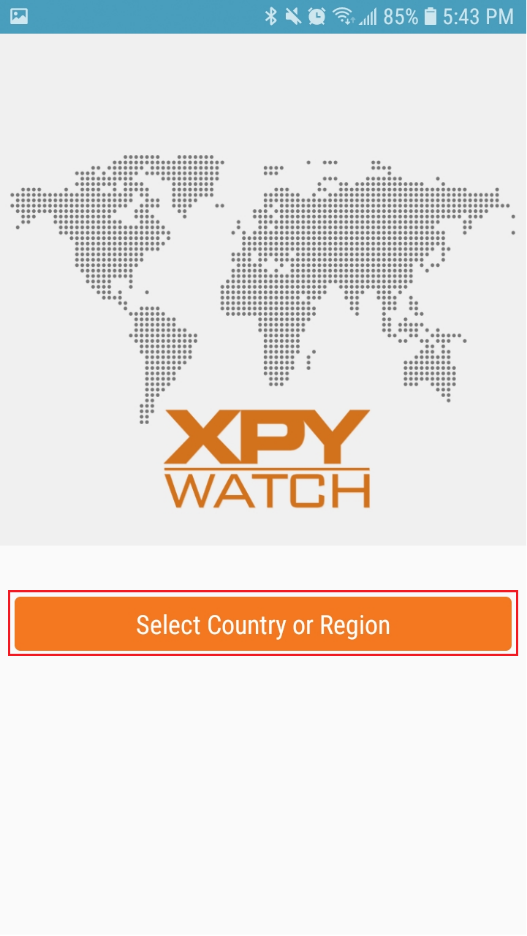 85% 5:43 PM
XPY
WATCH
Select Country or Region